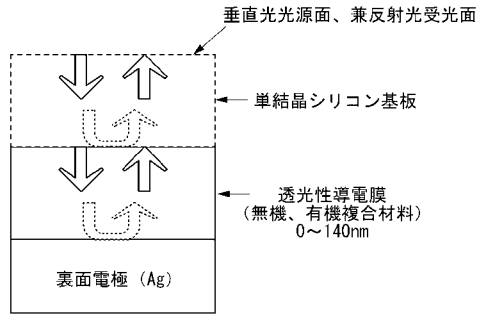 垂直光光源面、兼反射光受光面
単結晶シリコン基板
透光性導電膜
（無機、有機複合材料）
0～140nm
裏面電極（Ag）